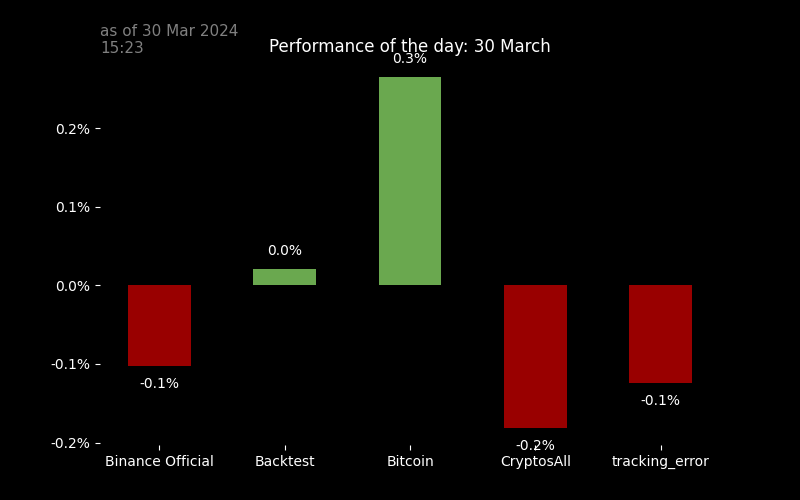 as of 30 Mar 2024
15:23
Performance of the day: 30 March
0.3%
0.2%
0.1%
0.0%
0.0%
-0.1%
-0.1%
-0.1%
-0.2%
-0.2%
Binance Official
Backtest
Bitcoin
CryptosAll
tracking_error